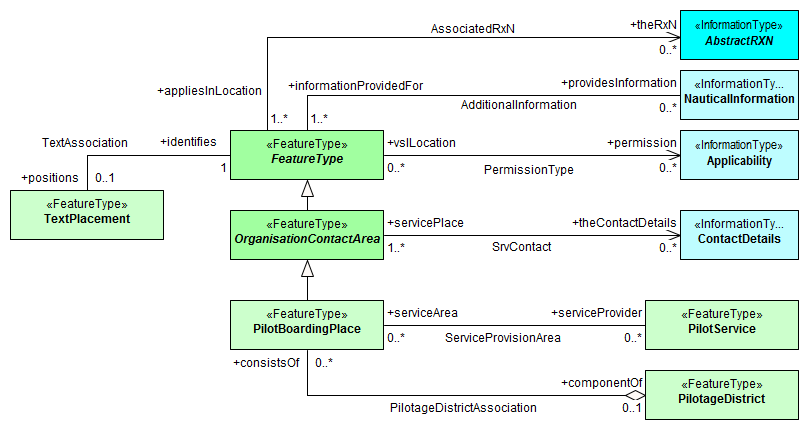 AssociatedRxN
+theRxN
0..*
«InformationType»
AbstractRXN
+appliesInLocation
1..*
+informationProvidedFor
1..*
AdditionalInformation
+providesInformation
0..*
«InformationTy...
NauticalInformation
TextAssociation
+identifies
1
+positions
0..1
«FeatureType»
TextPlacement
«FeatureType»
FeatureType
+vslLocation
0..*
PermissionType
+permission
0..*
«InformationType»
Applicability
«FeatureType»
OrganisationContactArea
+servicePlace
1..*
SrvContact
+theContactDetails
0..*
«InformationTy...
ContactDetails
«FeatureType»
PilotBoardingPlace
+serviceArea
0..*
ServiceProvisionArea
+serviceProvider
0..*
«FeatureType»
PilotService
+consistsOf
0..*
PilotageDistrictAssociation
+componentOf
0..1
«FeatureType»
PilotageDistrict